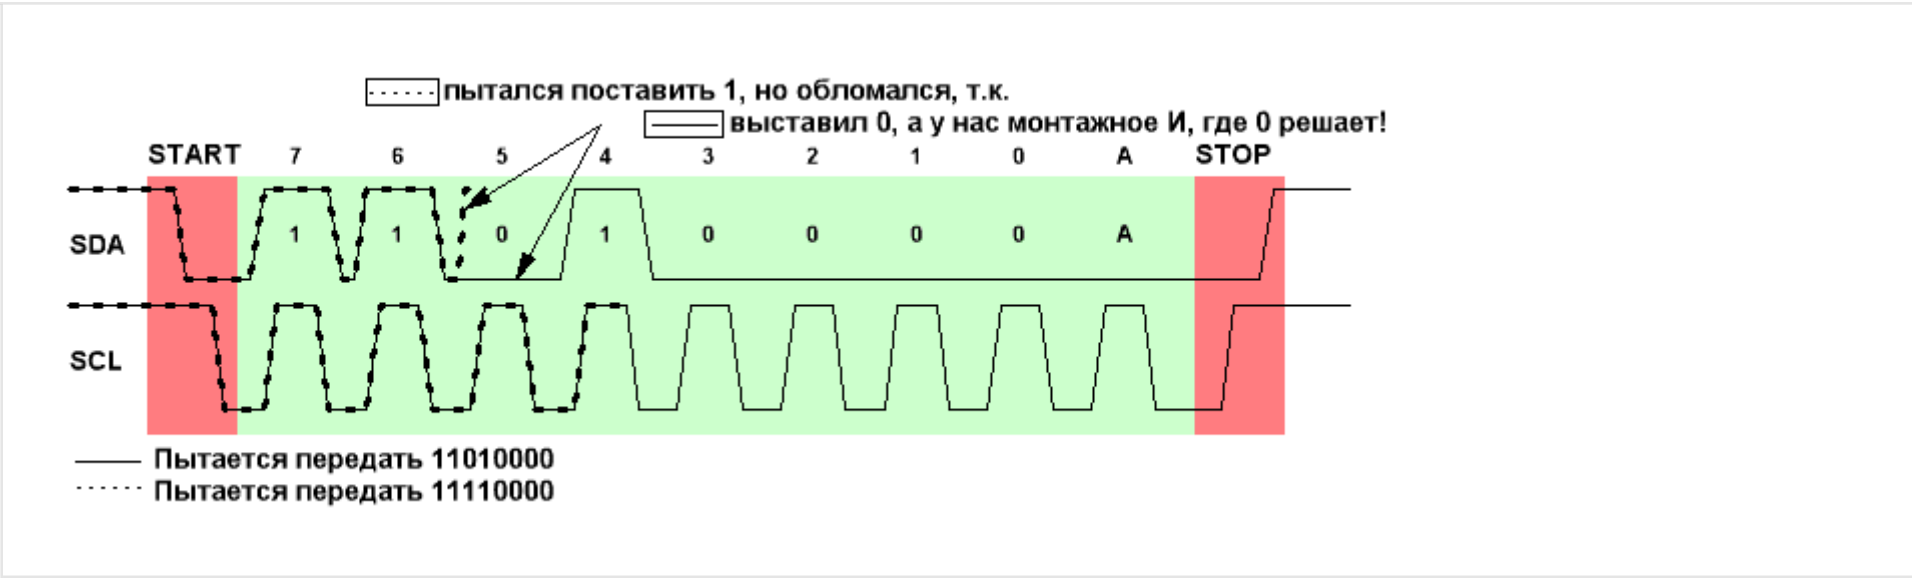 пытался поставить 1, но обломался, т.к.
выставил 0, а у нас монтажное И, где 0 решает!
START 7 6 5 4 3 2 1 0 A STOP
SDA 1 1 0 1 0 0 0 0 A
SCL
Пытается передать 11010000
Пытается передать 11110000